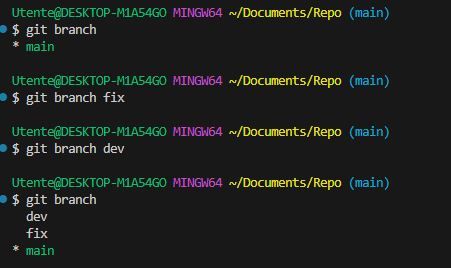 Utente@DESKTOP-M1A54GO MINGW64 ~/Documents/Repo (main)
$ git branch
* main
Utente@DESKTOP-M1A54GO MINGW64 ~/Documents/Repo (main)
$ git branch fix
Utente@DESKTOP-M1A54GO MINGW64 ~/Documents/Repo (main)
$ git branch dev
Utente@DESKTOP-M1A54GO MINGW64 ~/Documents/Repo (main)
$ git branch
dev
fix
* main